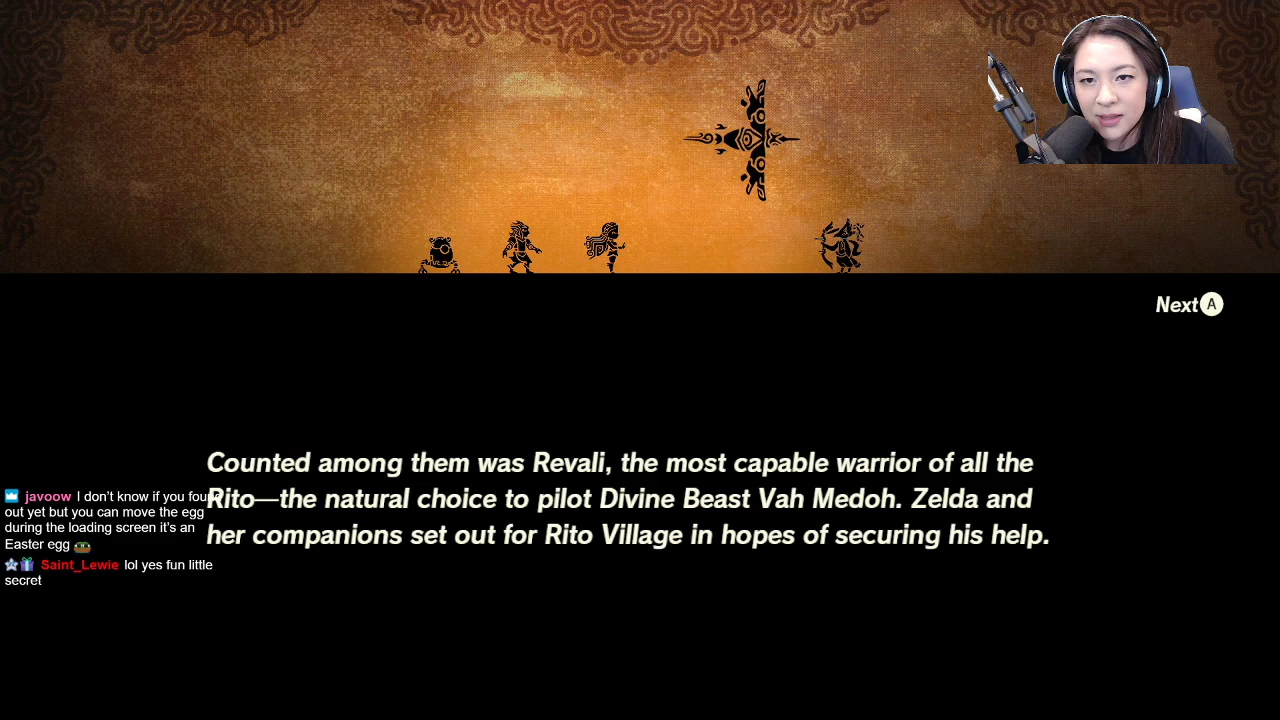 Next A
Counted among them was Revali, the most capable warrior of all the
Rito—the natural choice to pilot Divine Beast Vah Medoh. Zelda and
her companions set out for Rito Village in hopes of securing his help.
javoow I don't know if you found
out yet but you can move the egg
during the loading screen it's an
Easter egg
Saint_Lewie lol yes fun little
secret